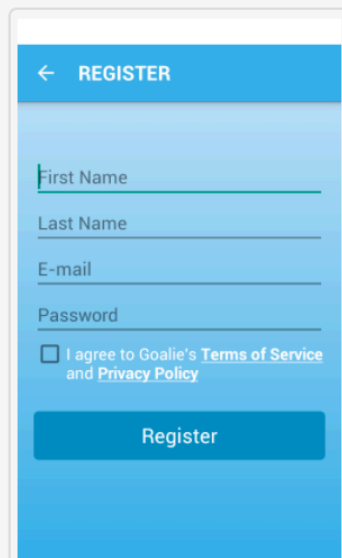 REGISTER
First Name
Last Name
E-mail
Password
I agree to Goalie's Terms of Service
and Privacy Policy
Register